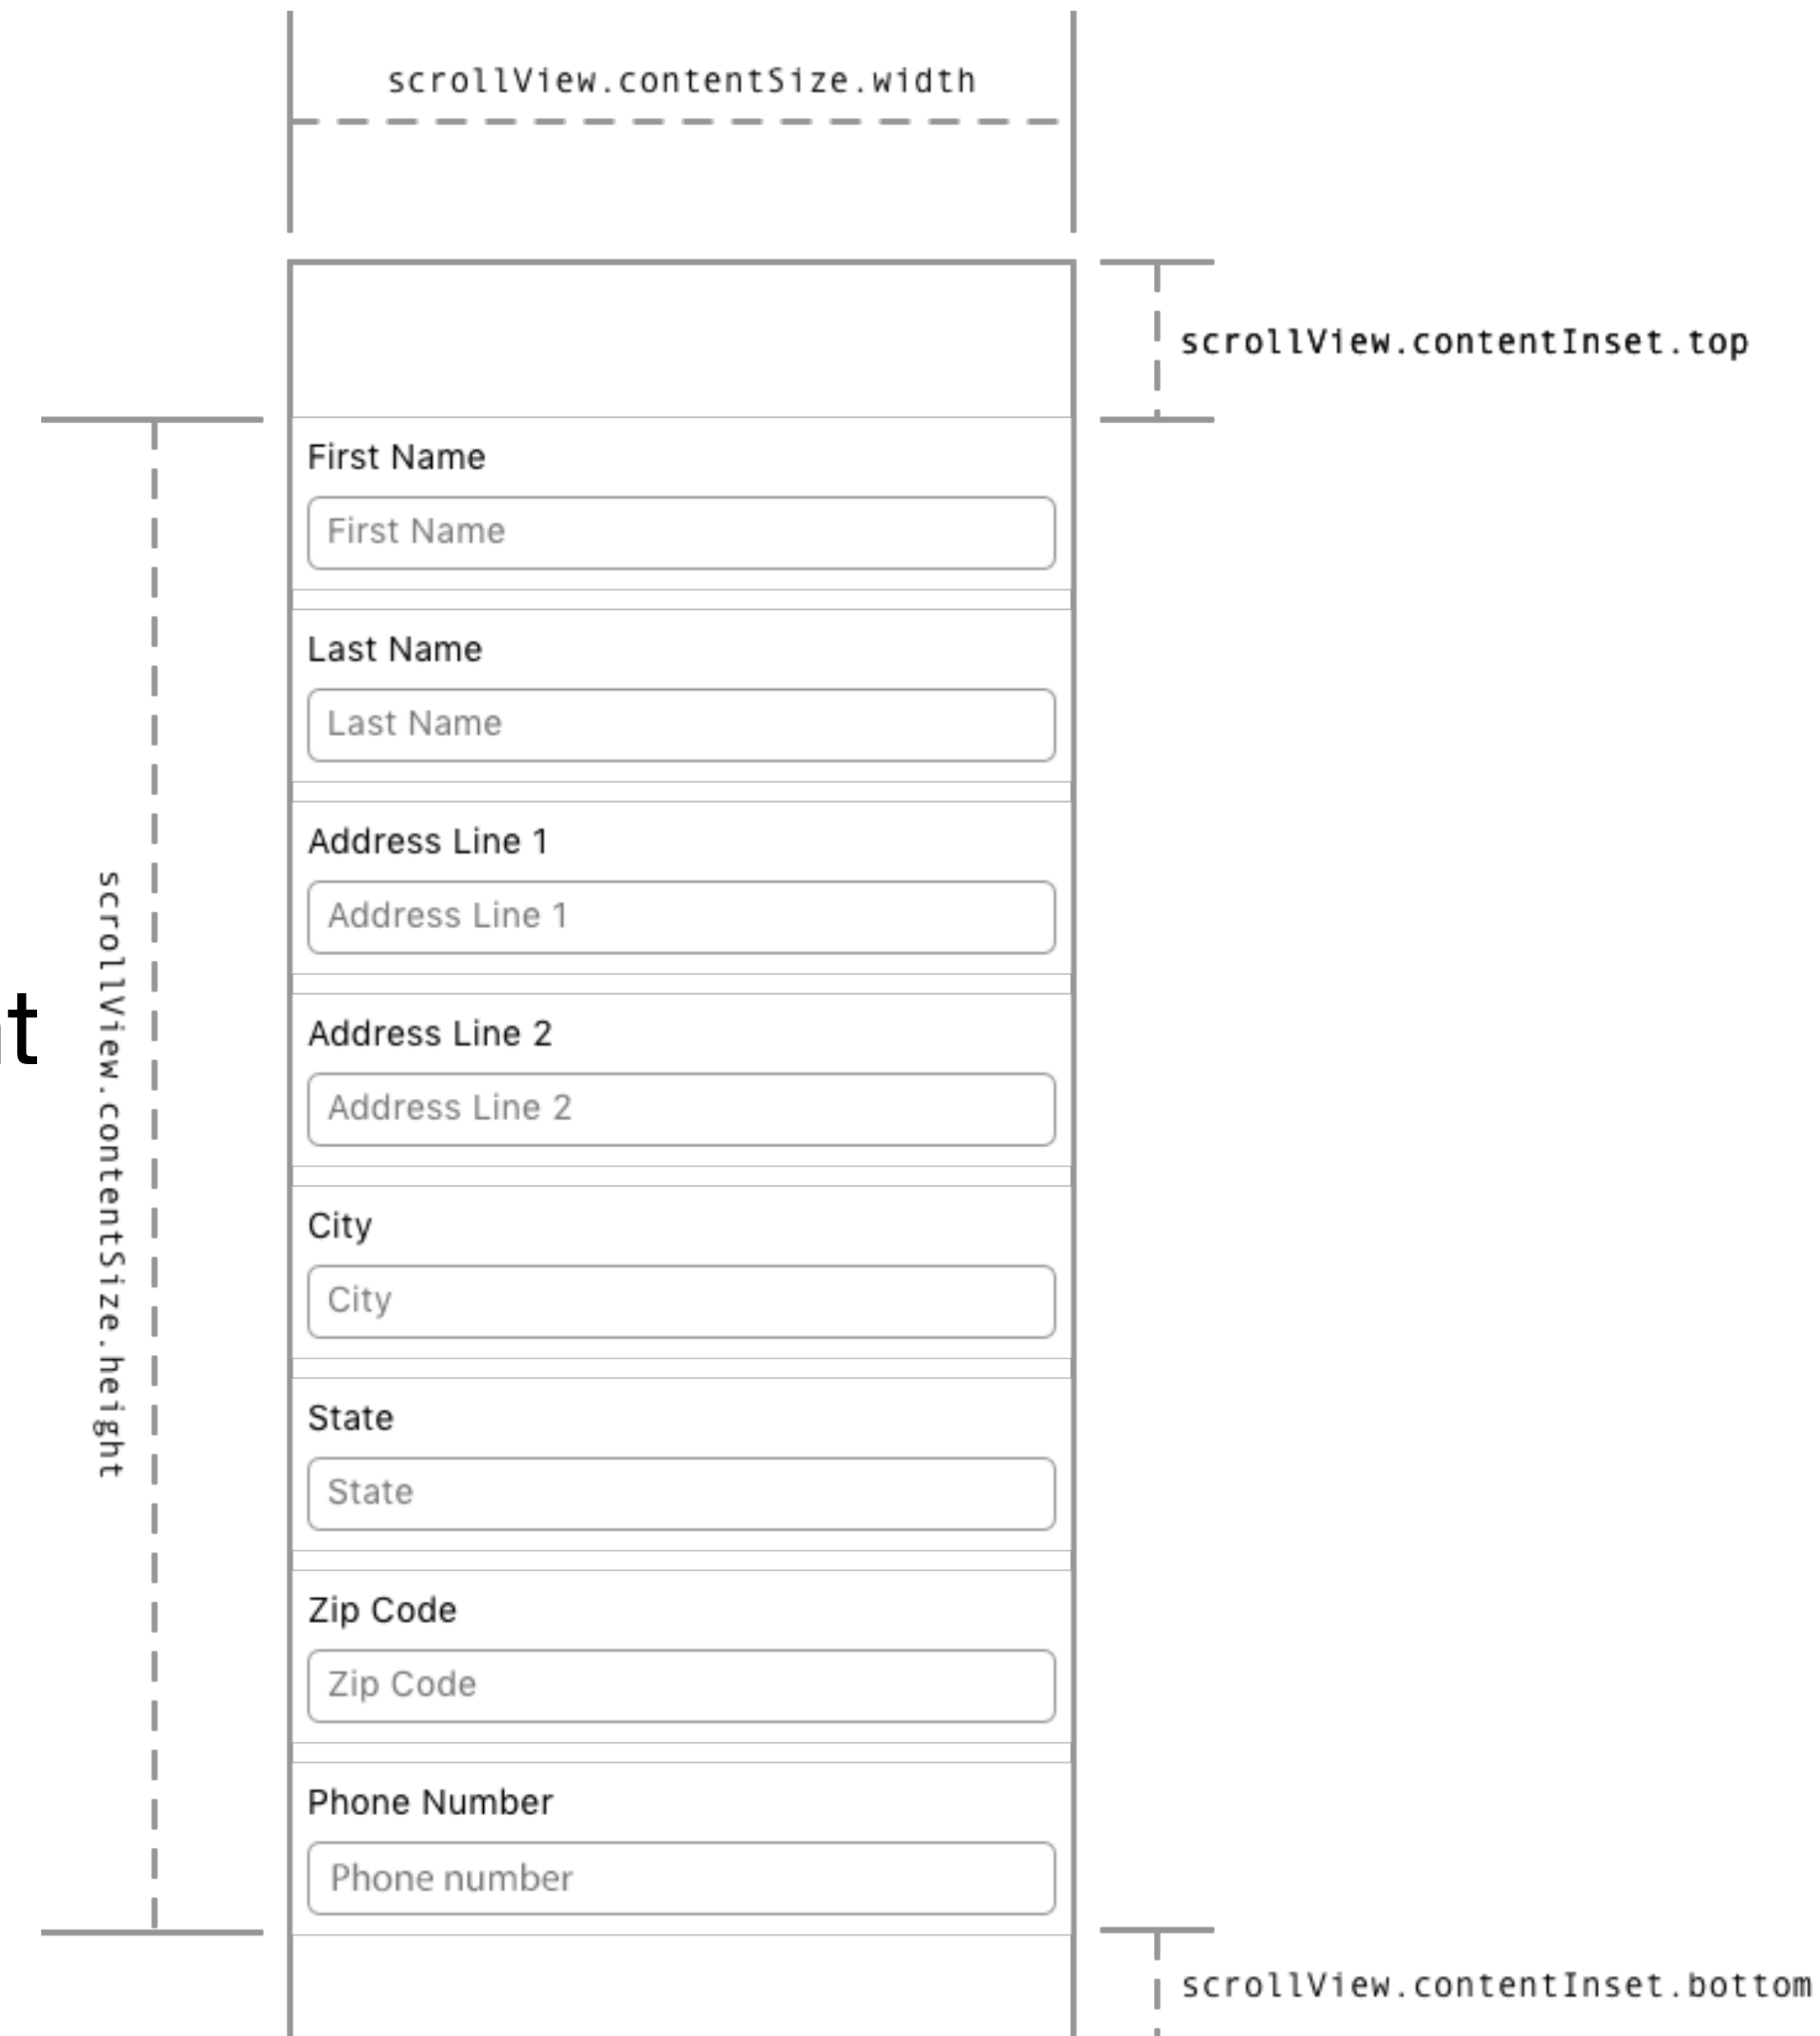 scrollView.contentSize.width
scrollView.contentInset.top
First Name
First Name
Last Name
Last Name
Address Line 1
Address Line 1
Address Line 2
Address Line 2
scrollView.contentSize.height
City
City
State
State
Zip Code
Zip Code
Phone Number
Phone number
scrollView.contentInset.bottom